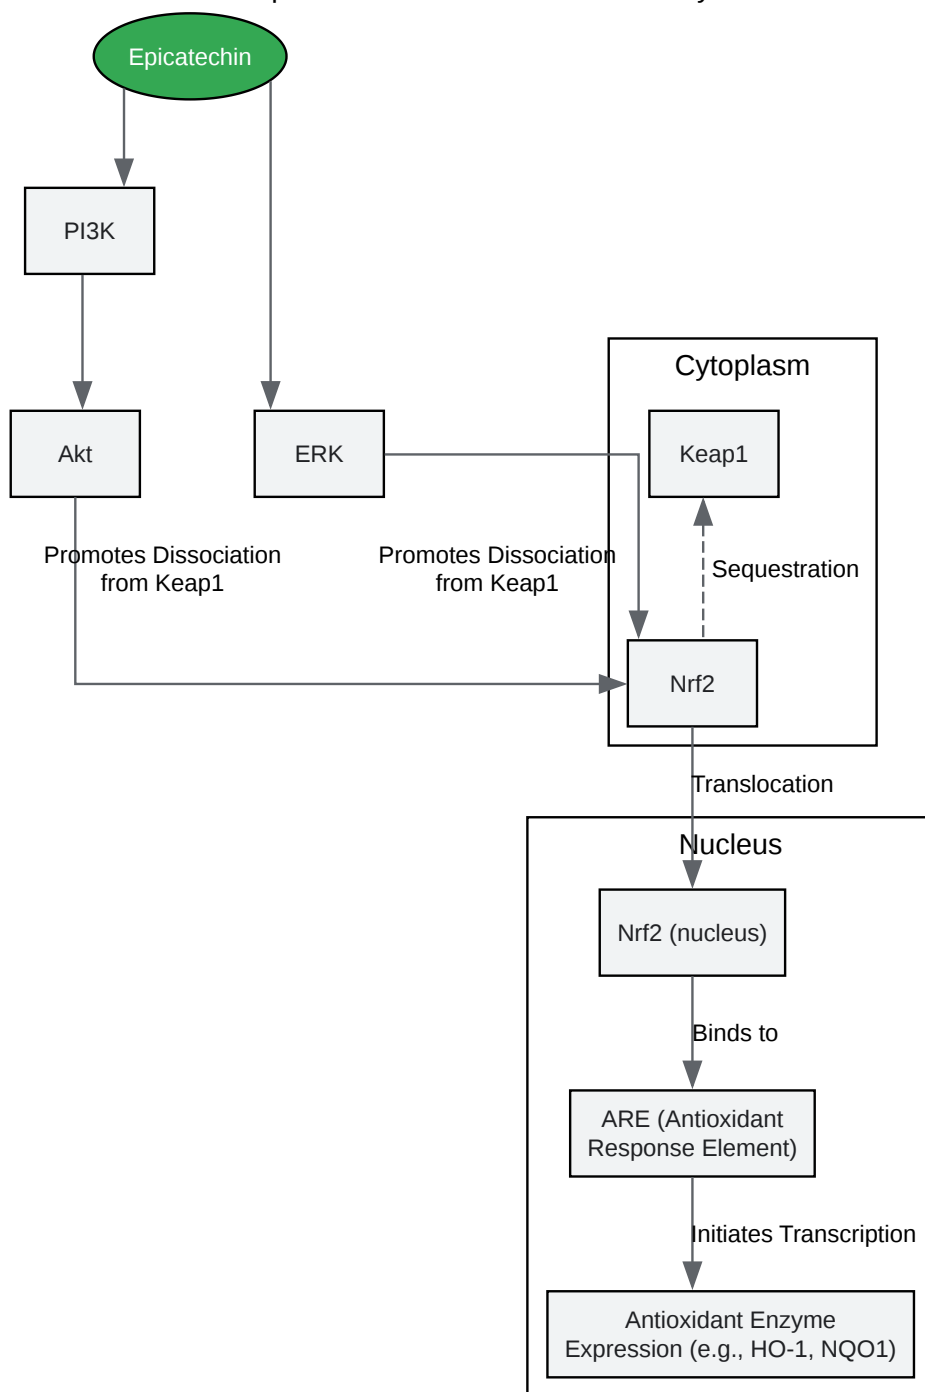 Epicatechin
PI3K
Cytoplasm
Akt
ERK
Keap1
Promotes Dissociation
from Keap1
Promotes Dissociation
from Keap1
Sequestration
Nrf2
Translocation
Nucleus
Nrf2 (nucleus)
Binds to
ARE (Antioxidant
Response Element)
Initiates Transcription
Antioxidant Enzyme
Expression (e.g., HO-1, NQO1)